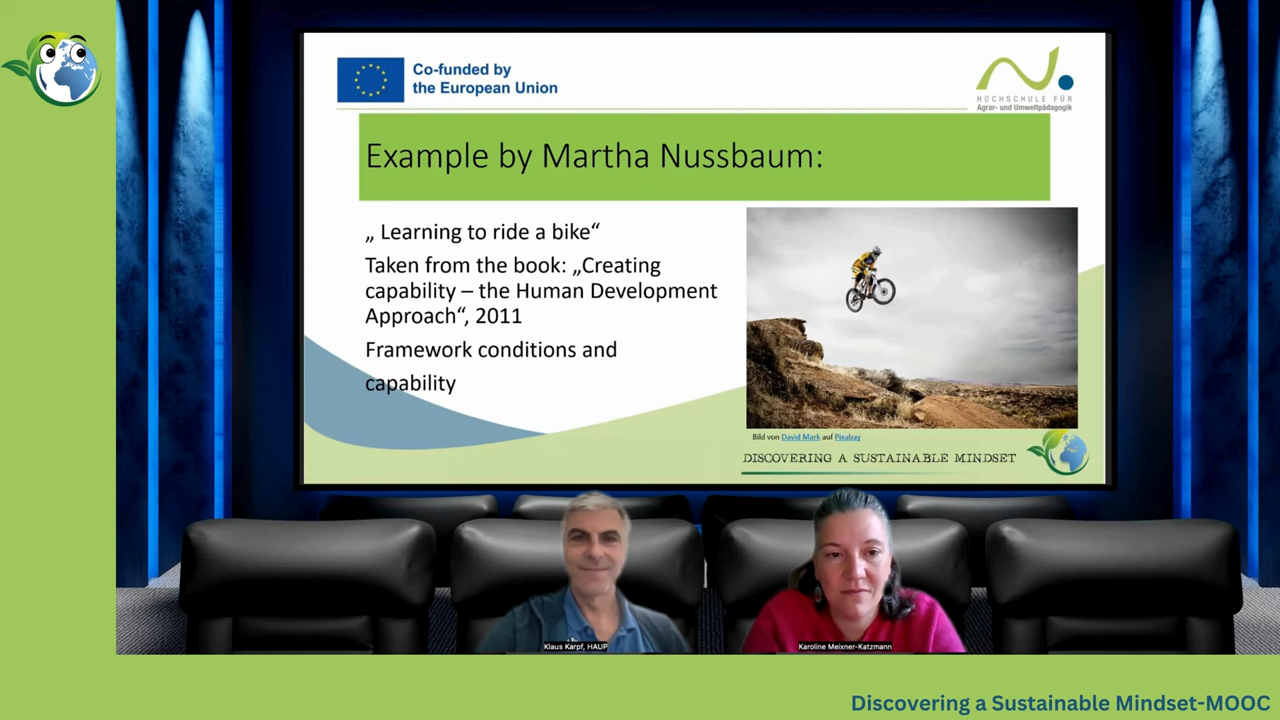 Co-funded by
the European Union
HOCHSCHULE FÜR
Agrar- und Umweltpädagogik
Example by Martha Nussbaum:
„ Learning to ride a bike“
Taken from the book: „Creating
capability – the Human Development
Approach“, 2011
Framework conditions and
capability
Bild von David Mark auf Pixabay
DISCOVERING A SUSTAINABLE MINDSET
Klaus Karpf, HAUP
Karoline Meixner-Katzmann
Discovering a Sustainable Mindset-MOOC